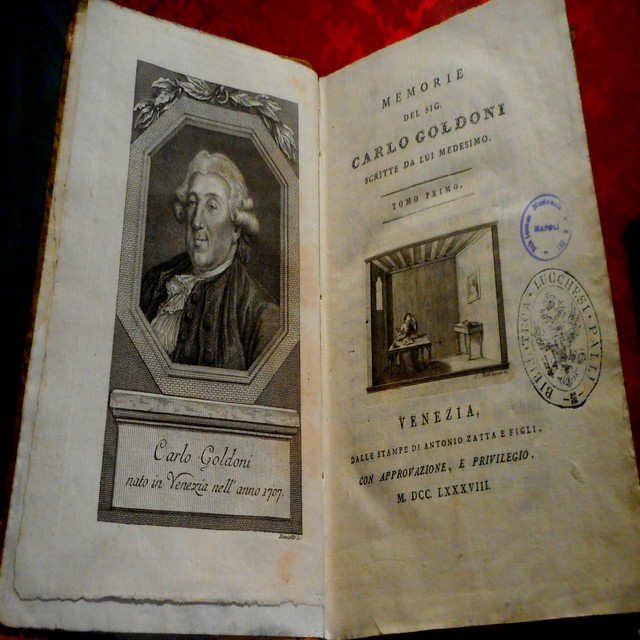 Carlo Goldoni
nato in Venezia nell' anno 1707.
MEMORIE
DEL SIG.
CARLO GOLDONI
SCRITTE DA LUI MEDESIMO.
TOMO PRIMO.
NAPOLI
BIBLIOTECA LUCCHESI PALLI
VENEZIA,
DALLE STAMPE DI ANTONIO ZATTA E FIGLI.
CON APPROVAZIONE, E PRIVILEGIO.
M. DCC. LXXXVIII.